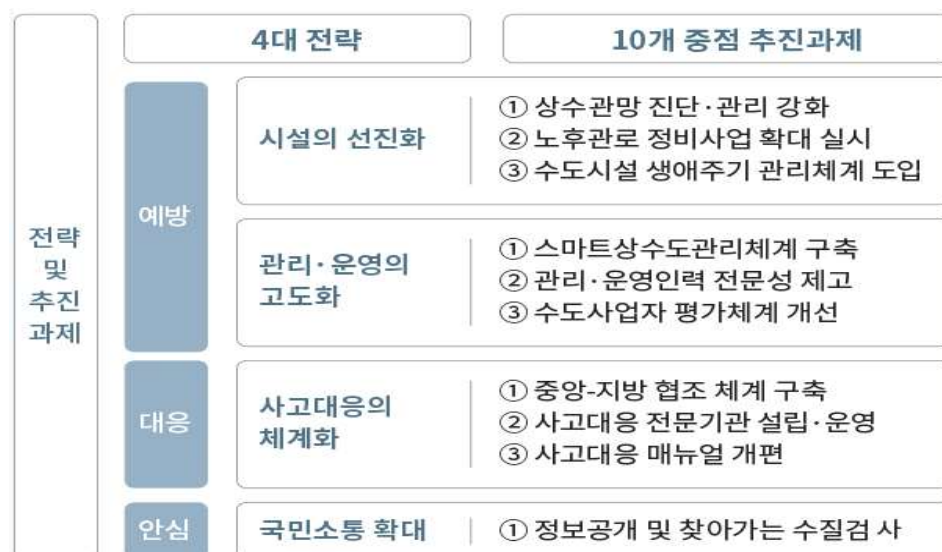 4대 전략
10개 중점 추진과제
전략
및
추진
과제
예방
시설의 선진화
① 상수관망 진단·관리 강화
② 노후관로 정비사업 확대 실시
③ 수도시설 생애주기 관리체계 도입
관리·운영의
고도화
① 스마트상수도관리체계 구축
② 관리·운영인력 전문성 제고
③ 수도사업자 평가체계 개선
대응
사고대응의
체계화
① 중앙-지방 협조 체계 구축
② 사고대응 전문기관 설립·운영
③ 사고대응 매뉴얼 개편
안심
국민소통 확대
① 정보공개 및 찾아가는 수질검 사